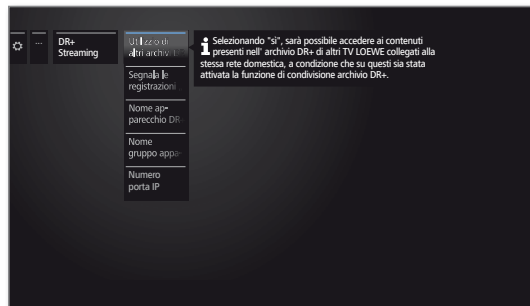 ...
DR+
Streaming
Utilizzo di
altri archivi
Segnala le
registrazioni
Nome ap-
parecchio DR
Nome
gruppo appa-
Numero
porta IP
Selezionando "sì", sarà possibile accedere ai contenuti
presenti nell' archivio DR+ di altri TV LOEWE collegati alla
stessa rete domestica, a condizione che su questi sia stata
attivata la funzione di condivisione archivio DR+.